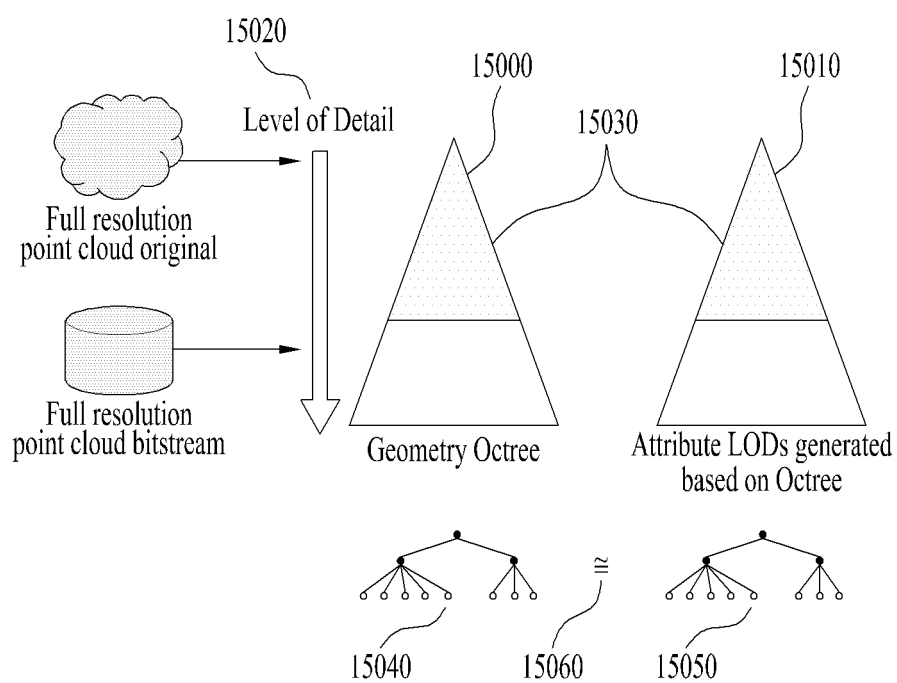 15020
15000
15010
Level of Detail
15030
Full resolution
point cloud original
Full resolution
point cloud bitstream
Geometry Octree
Attribute LODs generated
based on Octree
≅
15040
15060
15050